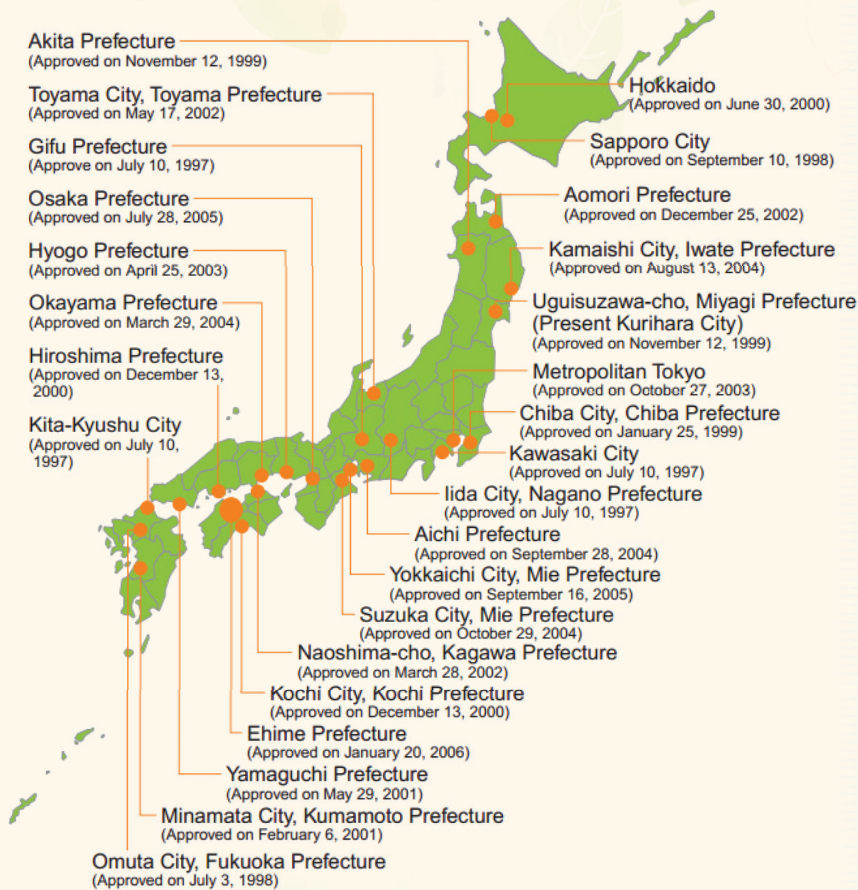 Akita Prefecture
(Approved on November 12, 1999)
Toyama City, Toyama Prefecture
(Approved on May 17, 2002)
Gifu Prefecture
(Approve on July 10, 1997)
Osaka Prefecture
(Approved on July 28, 2005)
Hyogo Prefecture
(Approved on April 25, 2003)
Okayama Prefecture
(Approved on March 29, 2004)
Hiroshima Prefecture
(Approved on December 13,
2000)
Kita-Kyushu City
(Approved on July 10,
1997)
Hokkaido
(Approved on June 30, 2000)
Sapporo City
(Approved on September 10, 1998)
Aomori Prefecture
(Approved on December 25, 2002)
Kamaishi City, Iwate Prefecture
(Approved on August 13, 2004)
Uguisuzawa-cho, Miyagi Prefecture
(Present Kurihara City)
(Approved on November 12, 1999)
Metropolitan Tokyo
(Approved on October 27, 2003)
Chiba City, Chiba Prefecture
(Approved on January 25, 1999)
Kawasaki City
(Approved on July 10, 1997)
Iida City, Nagano Prefecture
(Approved on July 10, 1997)
Aichi Prefecture
(Approved on September 28, 2004)
Yokkaichi City, Mie Prefecture
(Approved on September 16, 2005)
Suzuka City, Mie Prefecture
(Approved on October 29, 2004)
Naoshima-cho, Kagawa Prefecture
(Approved on March 28, 2002)
Kochi City, Kochi Prefecture
(Approved on December 13, 2000)
Ehime Prefecture
(Approved on January 20, 2006)
Yamaguchi Prefecture
(Approved on May 29, 2001)
Minamata City, Kumamoto Prefecture
(Approved on February 6, 2001)
Omuta City, Fukuoka Prefecture
(Approved on July 3, 1998)